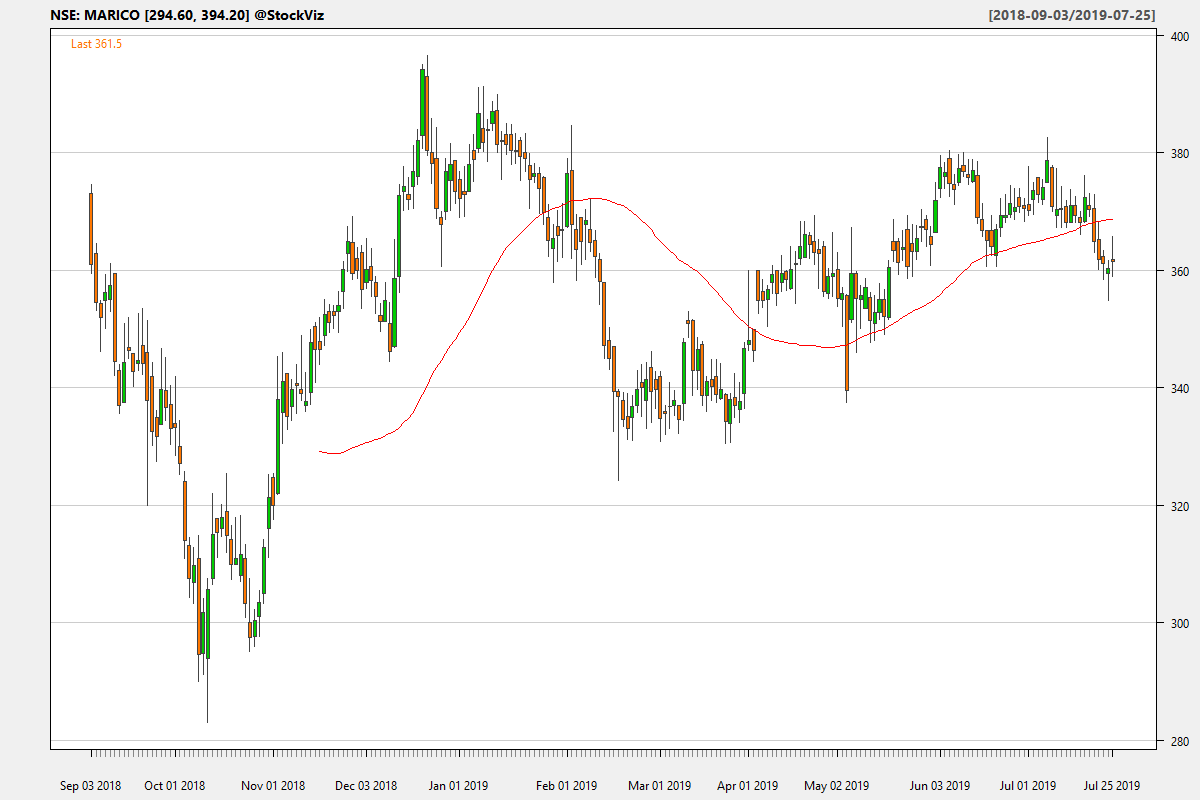 NSE: MARICO [294.60, 394.20] @StockViz
[2018-09-03/2019-07-25]
Last 361.5
400
380
360
340
320
300
280
Sep 03 2018
Oct 01 2018
Nov 01 2018
Dec 03 2018
Jan 01 2019
Feb 01 2019
Mar 01 2019
Apr 01 2019
May 02 2019
Jun 03 2019
Jul 01 2019
Jul 25 2019